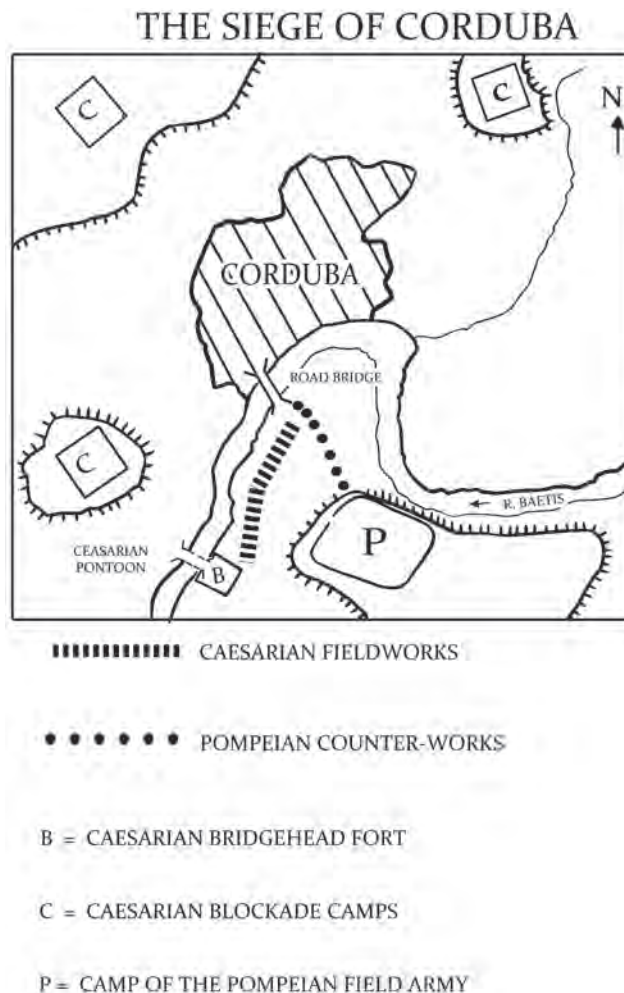 THE SIEGE OF CORDUBA
C
C
N
CORDUBA
ROAD BRIDGE
C
R. BAETIS
P
CEASARIAN
PONTOON
B
CAESARIAN FIELDWORKS
POMPEIAN COUNTER-WORKS
B = CAESARIAN BRIDGEHEAD FORT
C = CAESARIAN BLOCKADE CAMPS
P = CAMP OF THE POMPEIAN FIELD ARMY